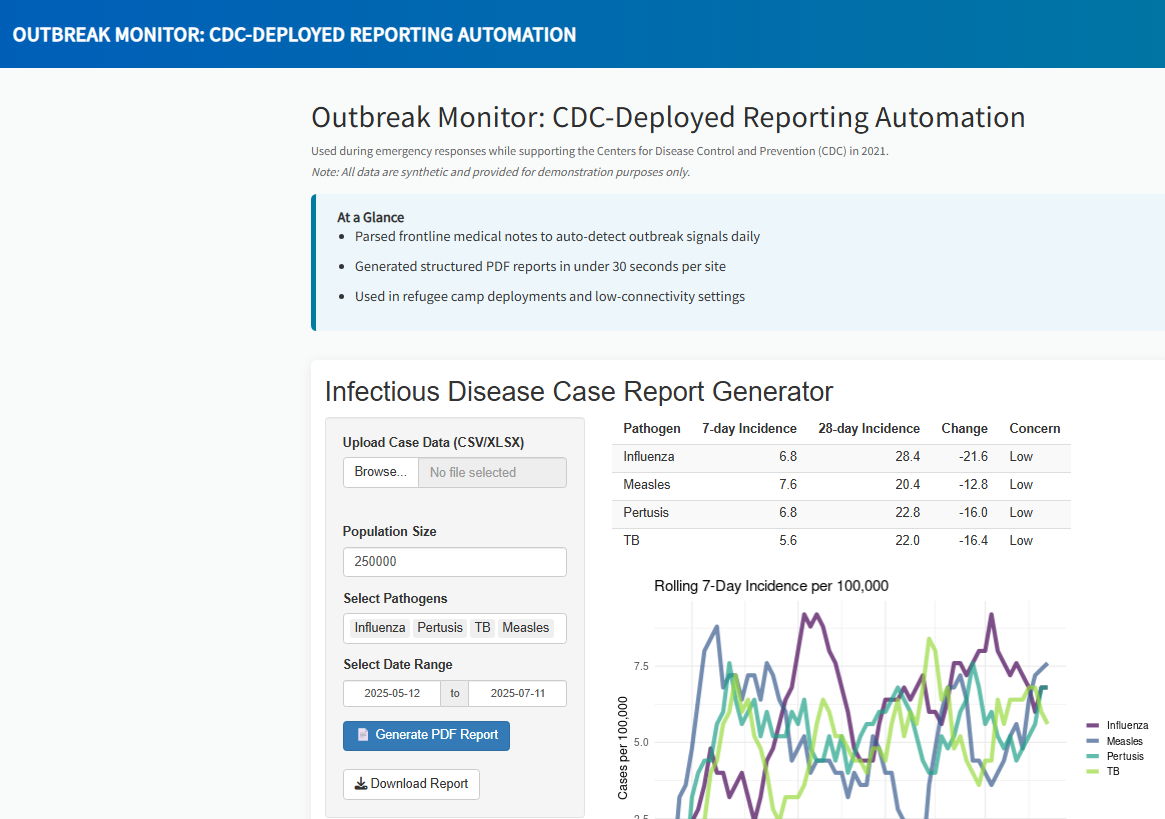 OUTBREAK MONITOR: CDC-DEPLOYED REPORTING AUTOMATION
Outbreak Monitor: CDC-Deployed Reporting Automation
Used during emergency responses while supporting the Centers for Disease Control and Prevention (CDC) in 2021.
Note: All data are synthetic and provided for demonstration purposes only.
At a Glance
Parsed frontline medical notes to auto-detect outbreak signals daily
Generated structured PDF reports in under 30 seconds per site
Used in refugee camp deployments and low-connectivity settings
Infectious Disease Case Report Generator
Upload Case Data (CSV/XLSX)
Browse... No file selected
Population Size
250000
Select Pathogens
Influenza Pertusis TB Measles
Select Date Range
2025-05-12 to 2025-07-11
Generate PDF Report
Download Report
Pathogen 7-day Incidence 28-day Incidence Change Concern
Influenza 6.8 28.4 -21.6 Low
Measles 7.6 20.4 -12.8 Low
Pertusis 6.8 22.8 -16.0 Low
TB 5.6 22.0 -16.4 Low
Rolling 7-Day Incidence per 100,000
Cases per 100,000
7.5
5.0
2.5
Influenza
Measles
Pertusis
TB